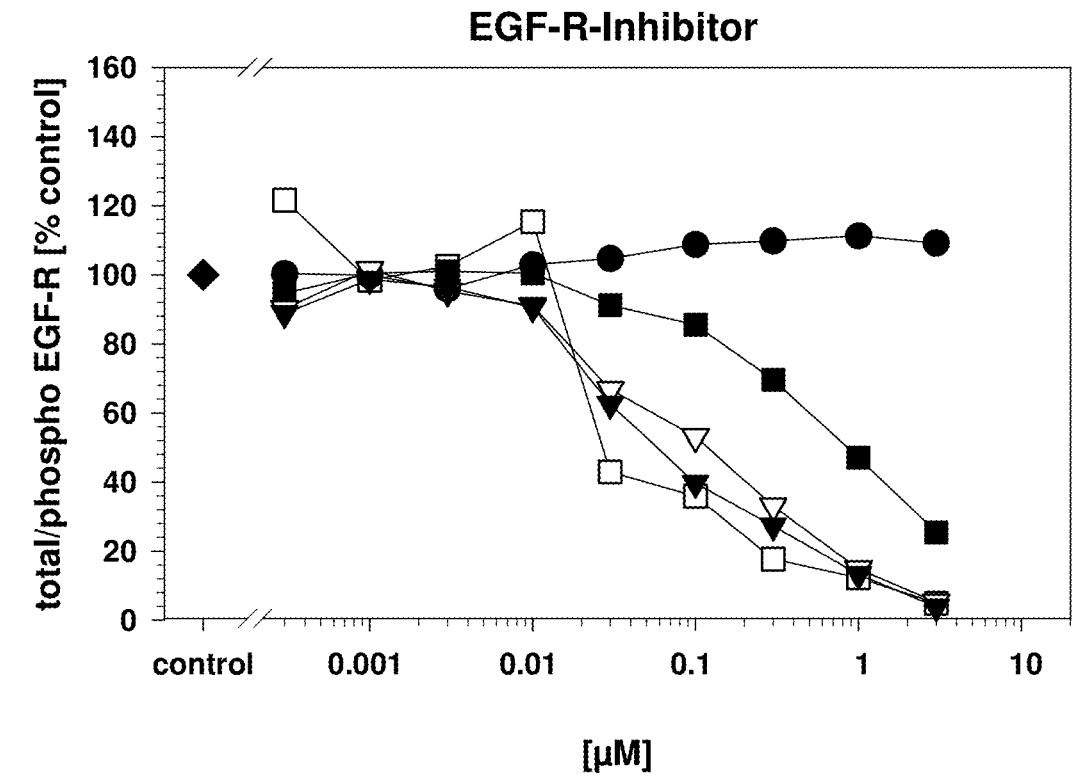 EGF-R-Inhibitor
total/phospho EGF-R [% control]
160
140
120
100
80
60
40
20
0
control 0.001 0.01 0.1 1 10
[µM]